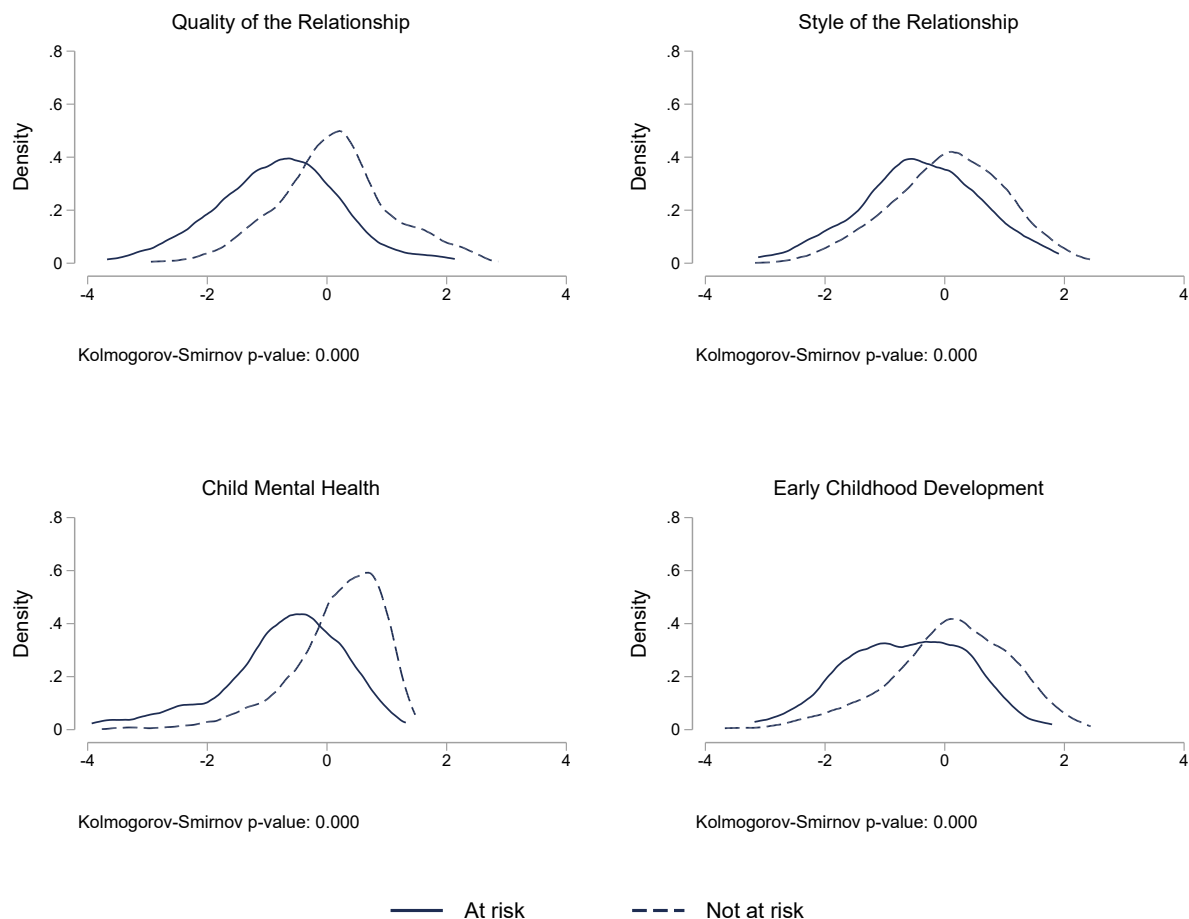 Quality of the Relationship
Density
.8
.6
.4
.2
0
-4 -2 0 2 4
Kolmogorov-Smirnov p-value: 0.000
Style of the Relationship
Density
.8
.6
.4
.2
0
-4 -2 0 2 4
Kolmogorov-Smirnov p-value: 0.000
Child Mental Health
Density
.8
.6
.4
.2
0
-4 -2 0 2 4
Kolmogorov-Smirnov p-value: 0.000
Early Childhood Development
Density
.8
.6
.4
.2
0
-4 -2 0 2 4
Kolmogorov-Smirnov p-value: 0.000
At risk Not at risk